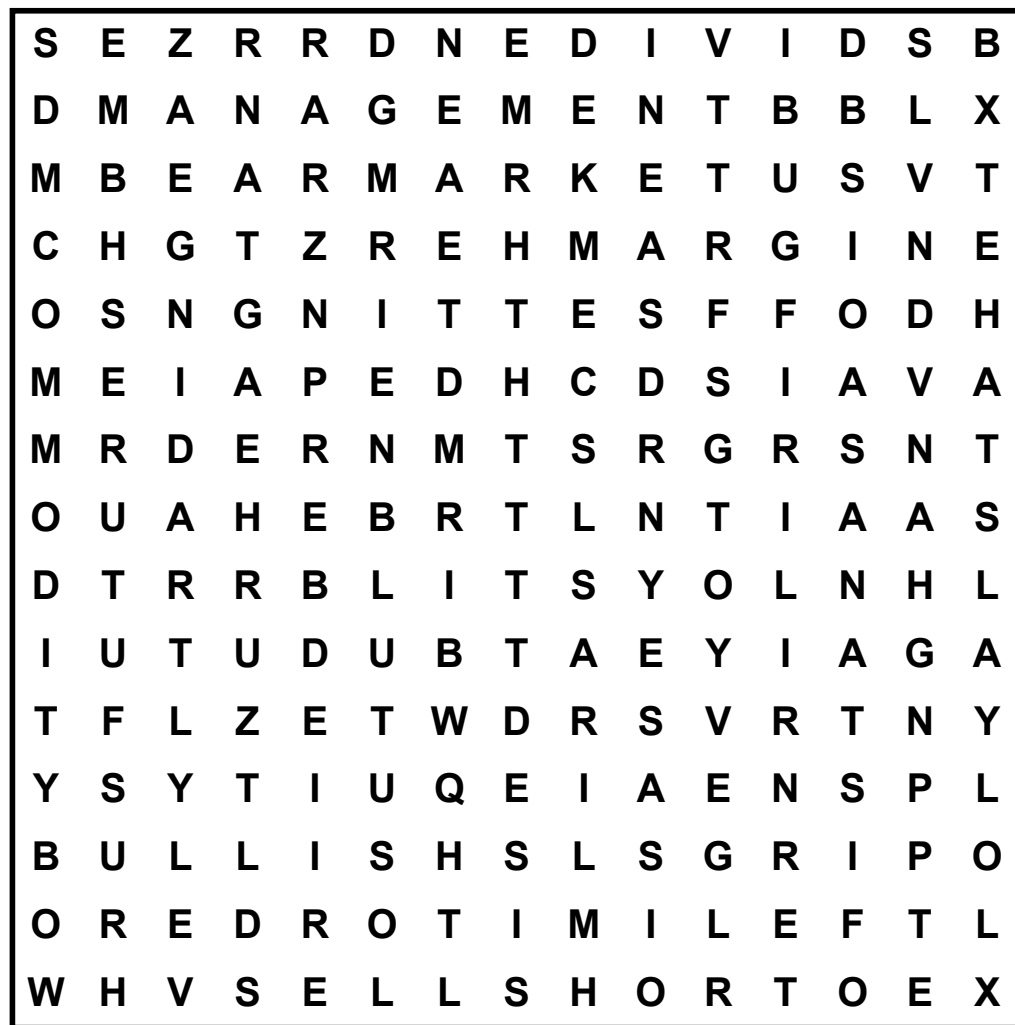 S E Z R R D N E D I V I D S B
D M A N A G E M E N T B B L X
M B E A R M A R K E T U S V T
C H G T Z R E H M A R G I N E
O S N G N I T T E S F F O D H
M E I A P E D H C D S I A V A
M R D E R N M T S R G R S N T
O U A H E B R T L N T I A A S
D T R R B L I T S Y O L N H L
I U T U D U B T A E Y I A G A
T F L Z E T W D R S V R T N Y
Y S Y T I U Q E I A E N S P L
B U L L I S H S L S G R I P O
O R E D R O T I M I L E F T L
W H V S E L L S H O R T O E X